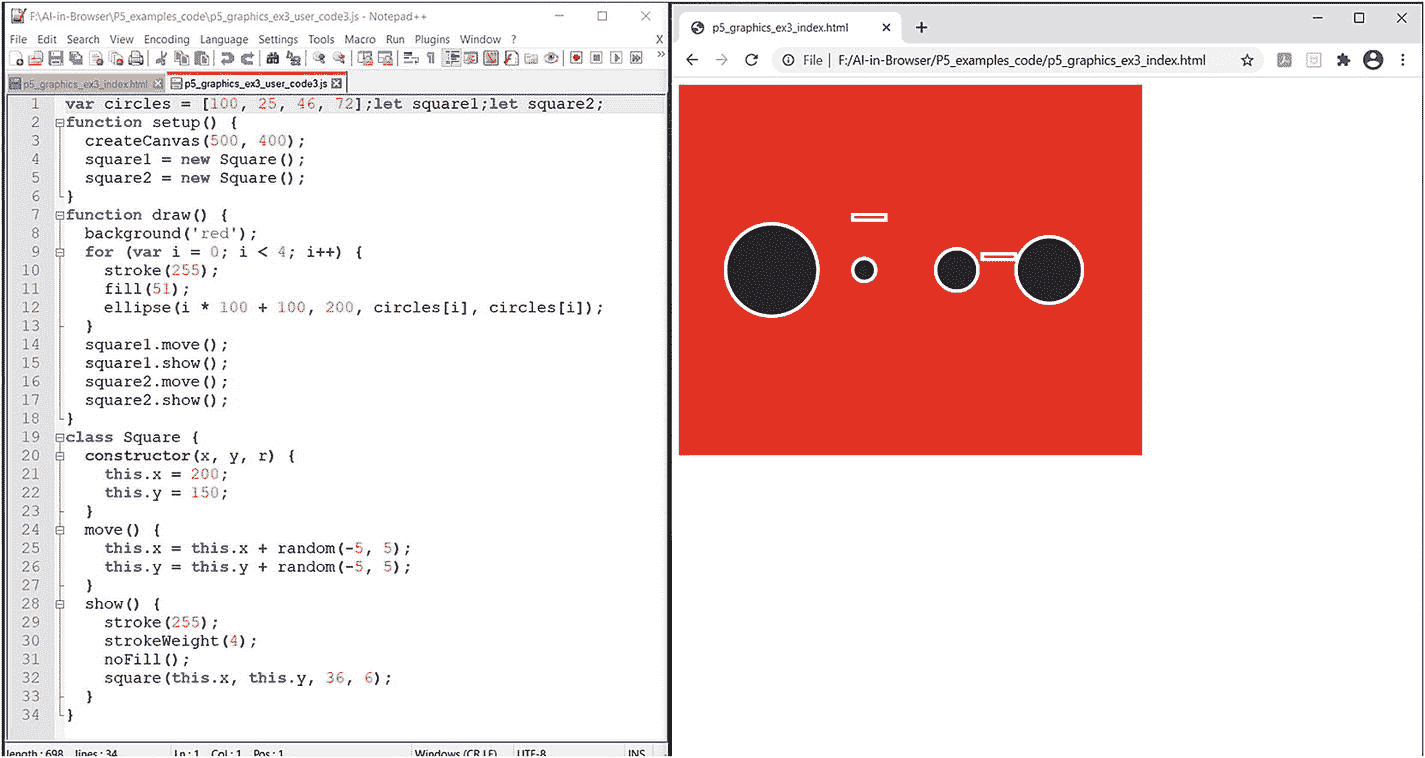 F:\AI-in-Browser\P5_examples_code\p5_graphics_ex3_user_code3.js - Notepad++
File Edit Search View Encoding Language Settings Tools Macro Run Plugins Window ? X
p5_graphics_ex3_index.html p5_graphics_ex3_user_code3.js
1 var circles = [100, 25, 46, 72];let square1;let square2;
2 function setup() {
3 createCanvas(500, 400);
4 square1 = new Square();
5 square2 = new Square();
6 }
7 function draw() {
8 background('red');
9 for (var i = 0; i < 4; i++) {
10 stroke(255);
11 fill(51);
12 ellipse(i * 100 + 100, 200, circles[i], circles[i]);
13 }
14 square1.move();
15 square1.show();
16 square2.move();
17 square2.show();
18 }
19 class Square {
20 constructor(x, y, r) {
21 this.x = 200;
22 this.y = 150;
23 }
24 move() {
25 this.x = this.x + random(-5, 5);
26 this.y = this.y + random(-5, 5);
27 }
28 show() {
29 stroke(255);
30 strokeWeight(4);
31 noFill();
32 square(this.x, this.y, 36, 6);
33 }
34 }
length : 698 lines : 34 Ln : 1 Col : 1 Pos : 1 Windows (CR LF) UTF-8 INS
p5_graphics_ex3_index.html
File F:/AI-in-Browser/P5_examples_code/p5_graphics_ex3_index.html